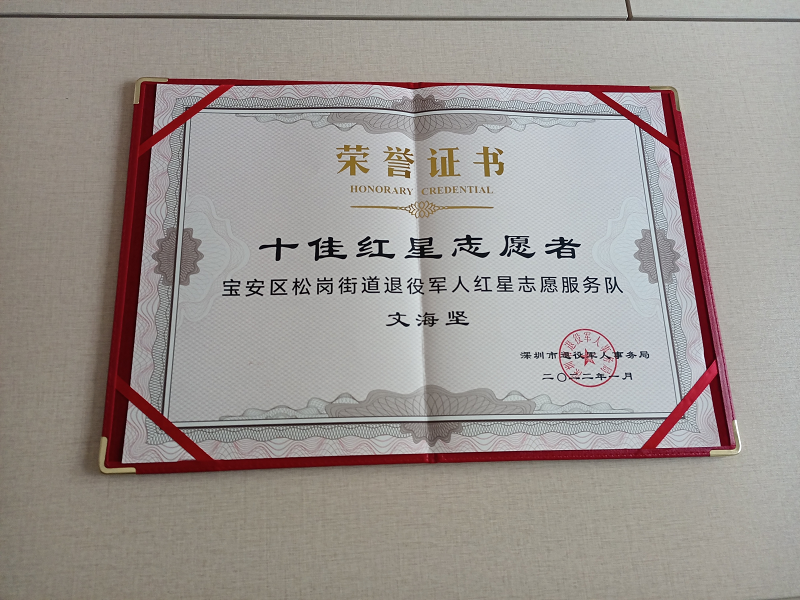 荣誉证书
HONORARY CREDENTIAL
十佳红星志愿者
宝安区松岗街道退役军人红星志愿服务队
文海坚
深圳市退役军人事务局
二〇二二年一月